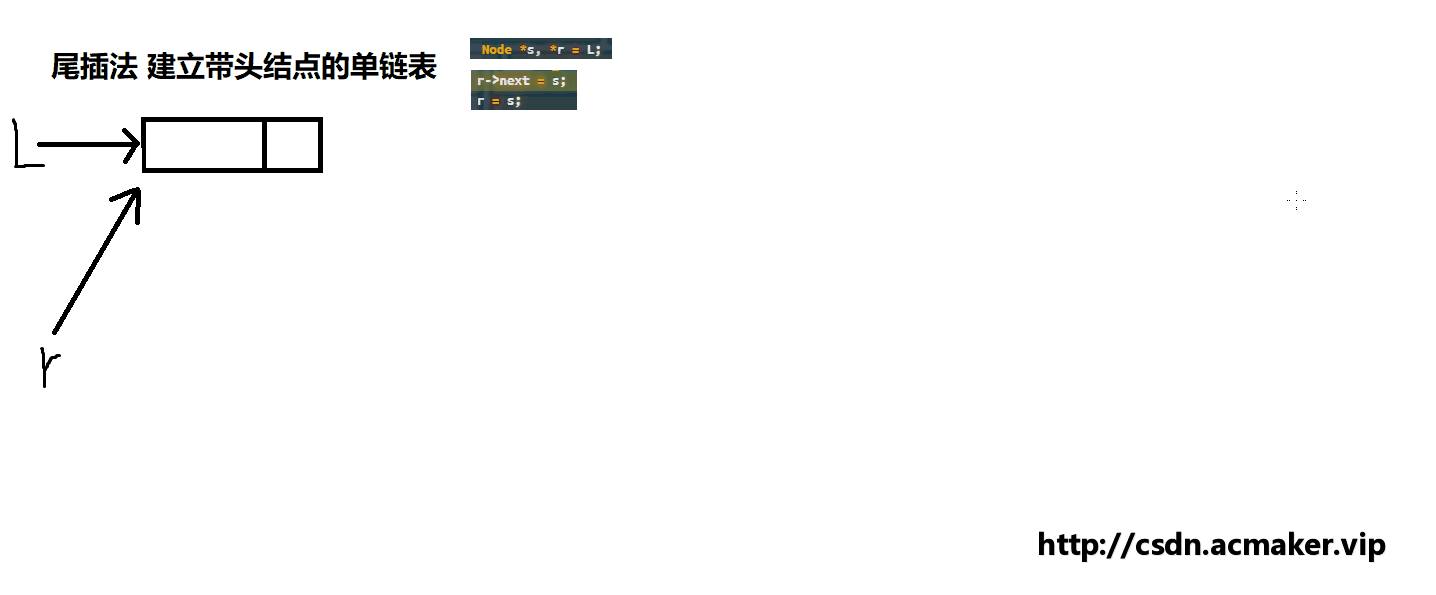 尾插法 建立带头结点的单链表
Node *s, *r = L;
r->next = s;
r = s;
L
r
http://csdn.acmaker.vip